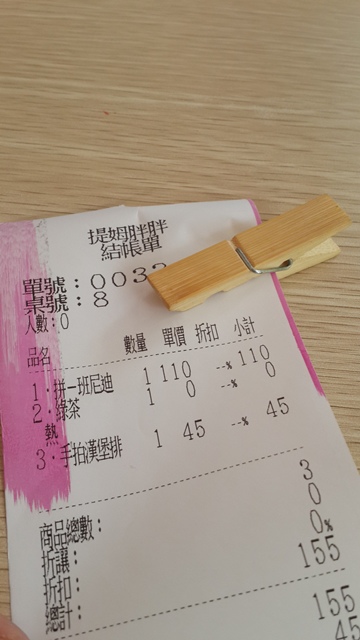 提姆胖胖
結帳單
單號：0032
桌號：8
人數：0
品名 數量 單價 折扣 小計
1．拼一班尼迪 1 110 --% 110
2．綠茶 1 0 --% 0
熱
3．手拍漢堡排 1 45 --% 45
商品總數： 3
折讓： 0
折扣： 0%
總計： 155
155
45